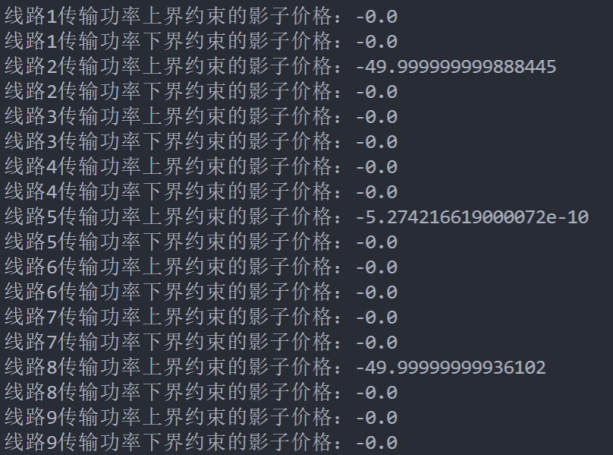 线路1传输功率上界约束的影子价格：-0.0
线路1传输功率下界约束的影子价格：-0.0
线路2传输功率上界约束的影子价格：-49.999999999888445
线路2传输功率下界约束的影子价格：-0.0
线路3传输功率上界约束的影子价格：-0.0
线路3传输功率下界约束的影子价格：-0.0
线路4传输功率上界约束的影子价格：-0.0
线路4传输功率下界约束的影子价格：-0.0
线路5传输功率上界约束的影子价格：-5.274216619000072e-10
线路5传输功率下界约束的影子价格：-0.0
线路6传输功率上界约束的影子价格：-0.0
线路6传输功率下界约束的影子价格：-0.0
线路7传输功率上界约束的影子价格：-0.0
线路7传输功率下界约束的影子价格：-0.0
线路8传输功率上界约束的影子价格：-49.99999999936102
线路8传输功率下界约束的影子价格：-0.0
线路9传输功率上界约束的影子价格：-0.0
线路9传输功率下界约束的影子价格：-0.0